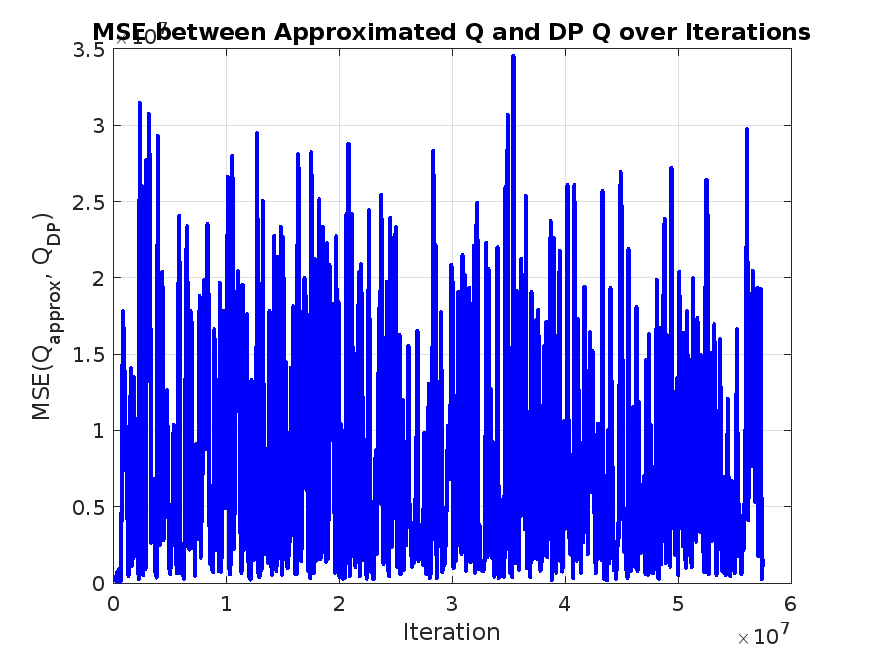 MSE between Approximated Q and DP Q over Iterations
×10^7
3.5
3
2.5
2
1.5
1
0.5
0
MSE(Q_approx, Q_DP)
0 1 2 3 4 5 6
Iteration
×10^7